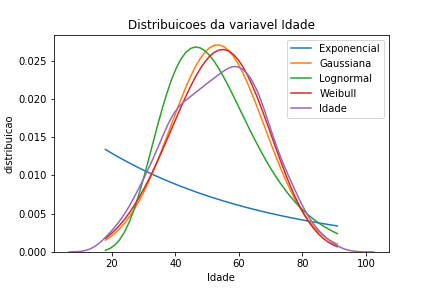 Distribuicoes da variavel Idade
distribuicao
0.025
0.020
0.015
0.010
0.005
0.000
Exponencial
Gaussiana
Lognormal
Weibull
Idade
20
40
60
80
100
Idade